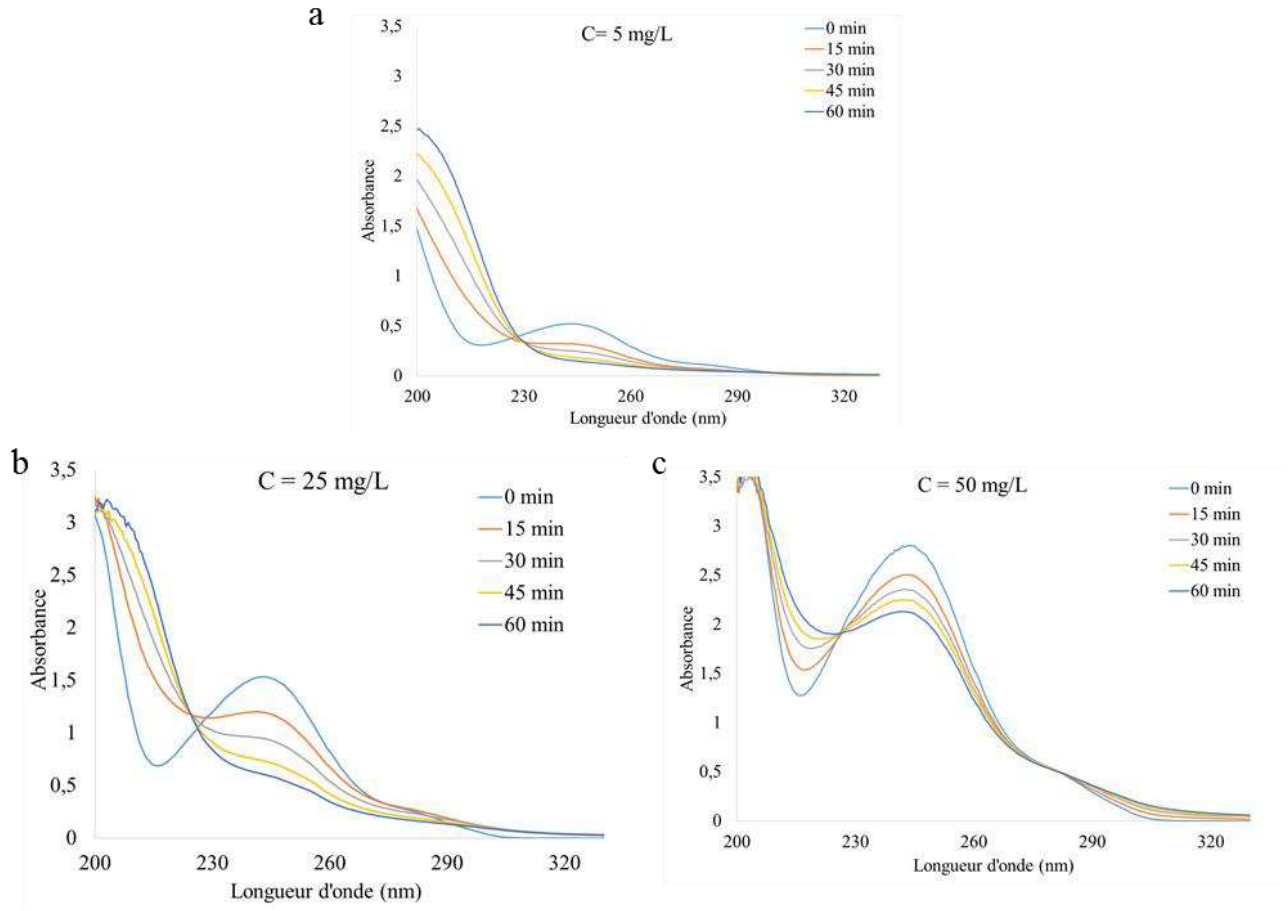 a
C= 5 mg/L
0 min
15 min
30 min
45 min
60 min
3,5
3
2,5
2
1,5
1
0,5
0
Absorbance
200 230 260 290 320
Longueur d'onde (nm)
b
C = 25 mg/L
0 min
15 min
30 min
45 min
60 min
3,5
3
2,5
2
1,5
1
0,5
0
Absorbance
200 230 260 290 320
Longueur d'onde (nm)
c
C = 50 mg/L
0 min
15 min
30 min
45 min
60 min
3,5
3
2,5
2
1,5
1
0,5
0
Absorbance
200 230 260 290 320
Longueur d'onde (nm)